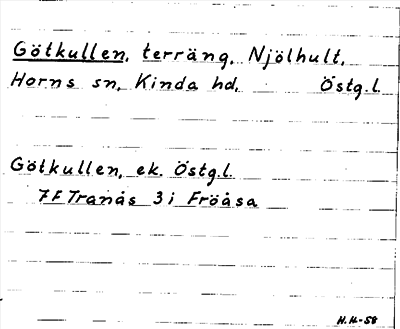 Götkullen, terräng, Njölhult,
Horns sn, Kinda hd, Östg.l.
Götkullen, ek. Östg.l.
7F Tranås 3i Fröåsa
H.H-58